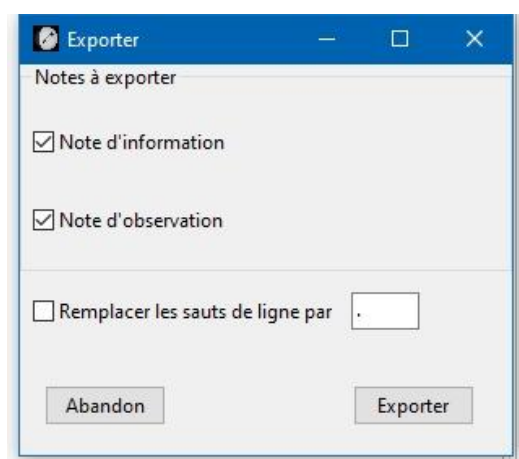 Exporter
Notes à exporter
Note d'information
Note d'observation
Remplacer les sauts de ligne par .
Abandon Exporter